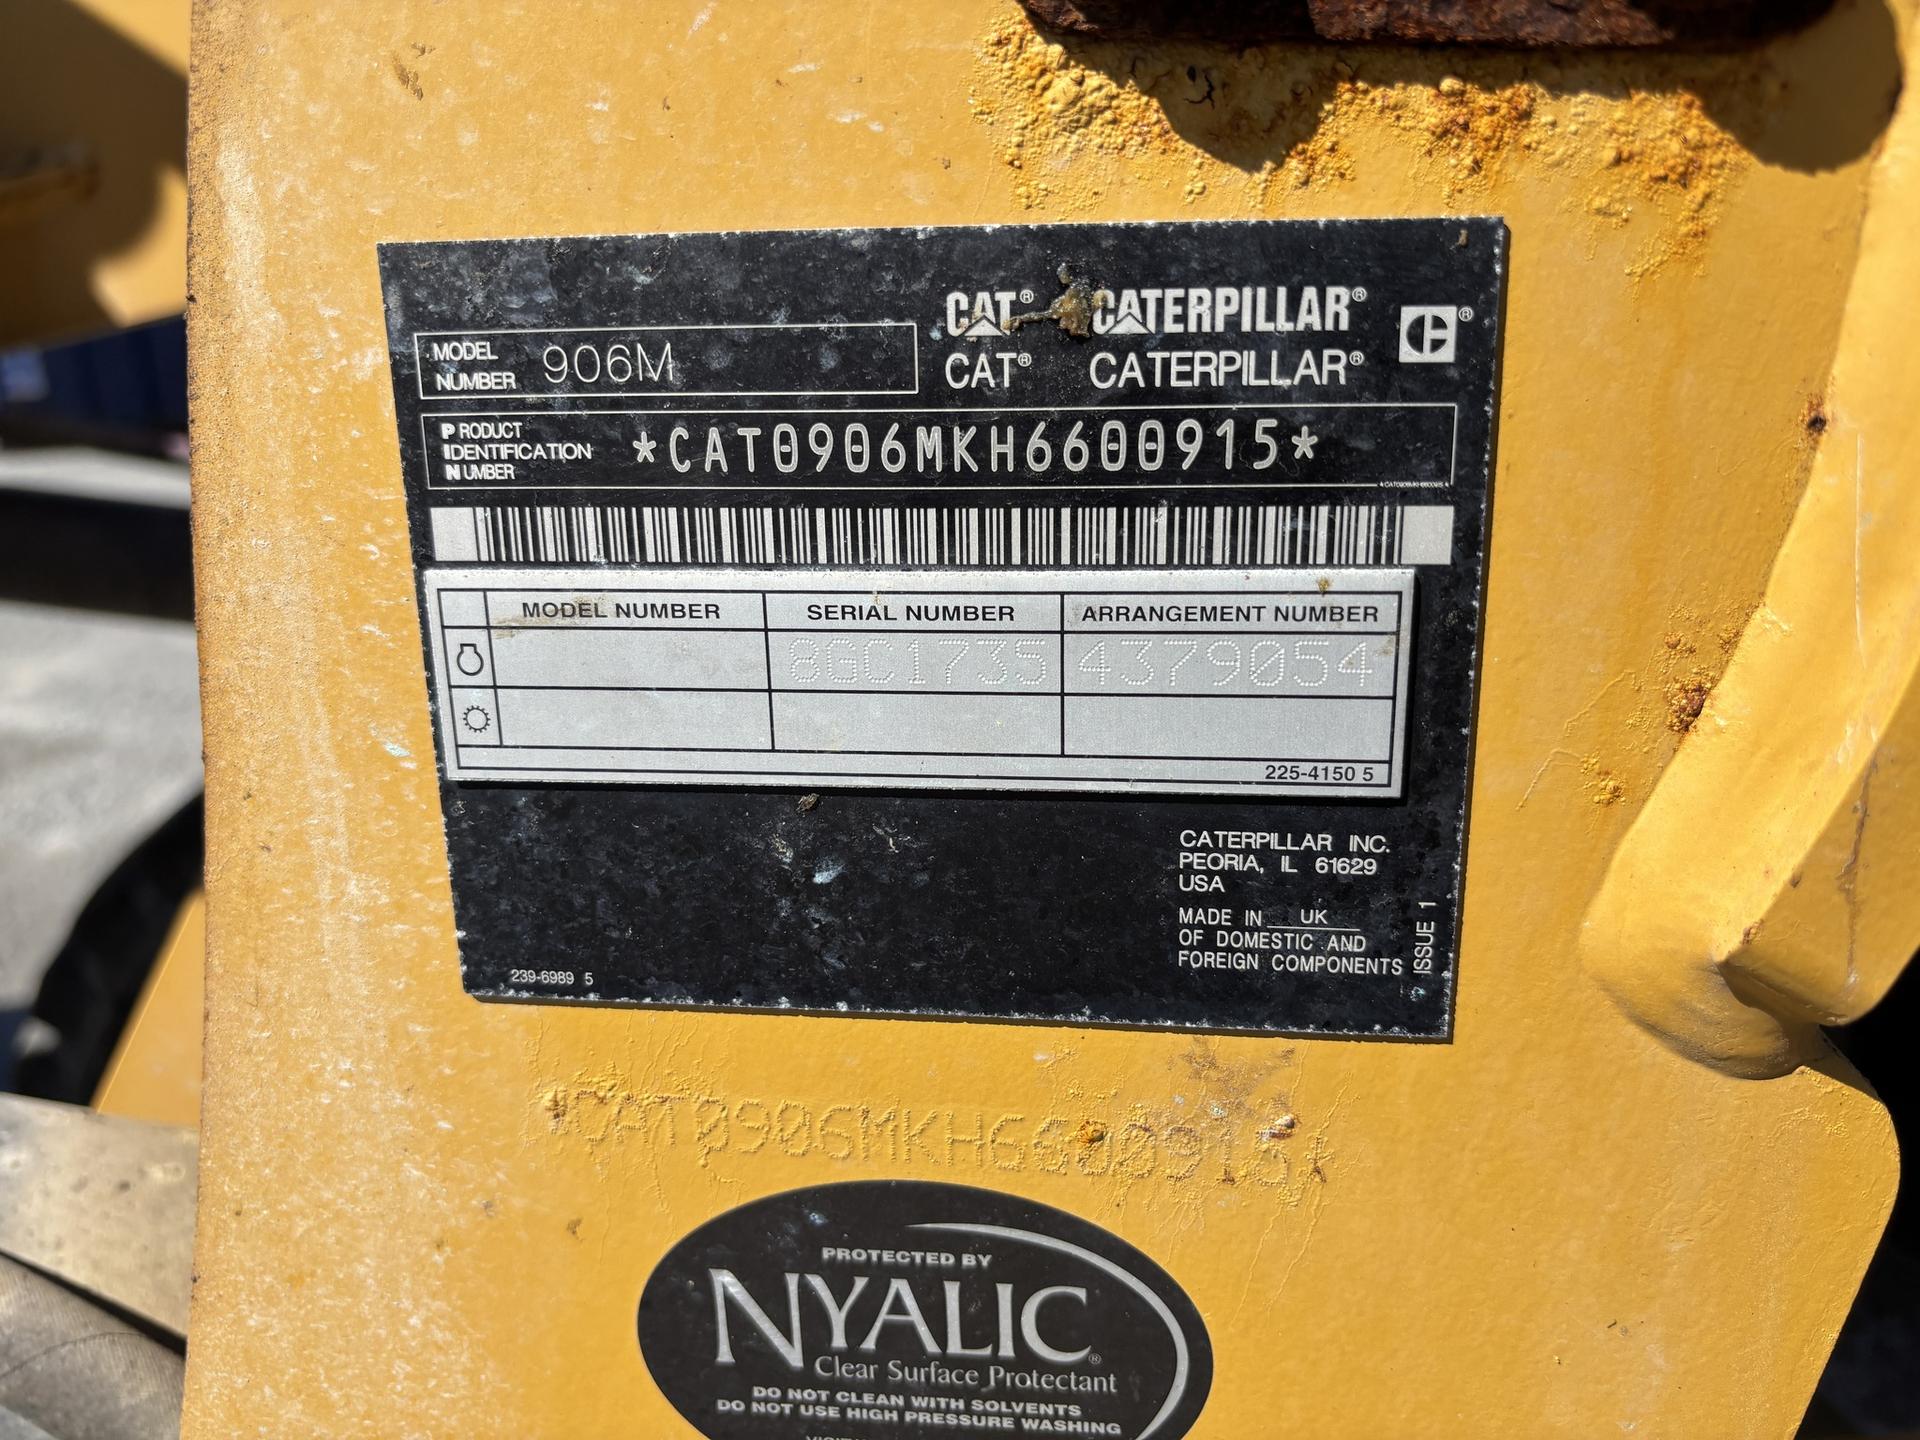 CAT® CATERPILLAR®
CAT® CATERPILLAR®
MODEL NUMBER 906M
PRODUCT IDENTIFICATION NUMBER *CAT0906MKH6600915*
MODEL NUMBER SERIAL NUMBER ARRANGEMENT NUMBER
8GC1735 4379054
225-4150 5
CATERPILLAR INC.
PEORIA, IL 61629
USA
MADE IN UK
OF DOMESTIC AND
FOREIGN COMPONENTS
ISSUE 1
239-6989 5
*CAT0906MKH6600915*
PROTECTED BY
NYALIC®
Clear Surface Protectant
DO NOT CLEAN WITH SOLVENTS
DO NOT USE HIGH PRESSURE WASHING